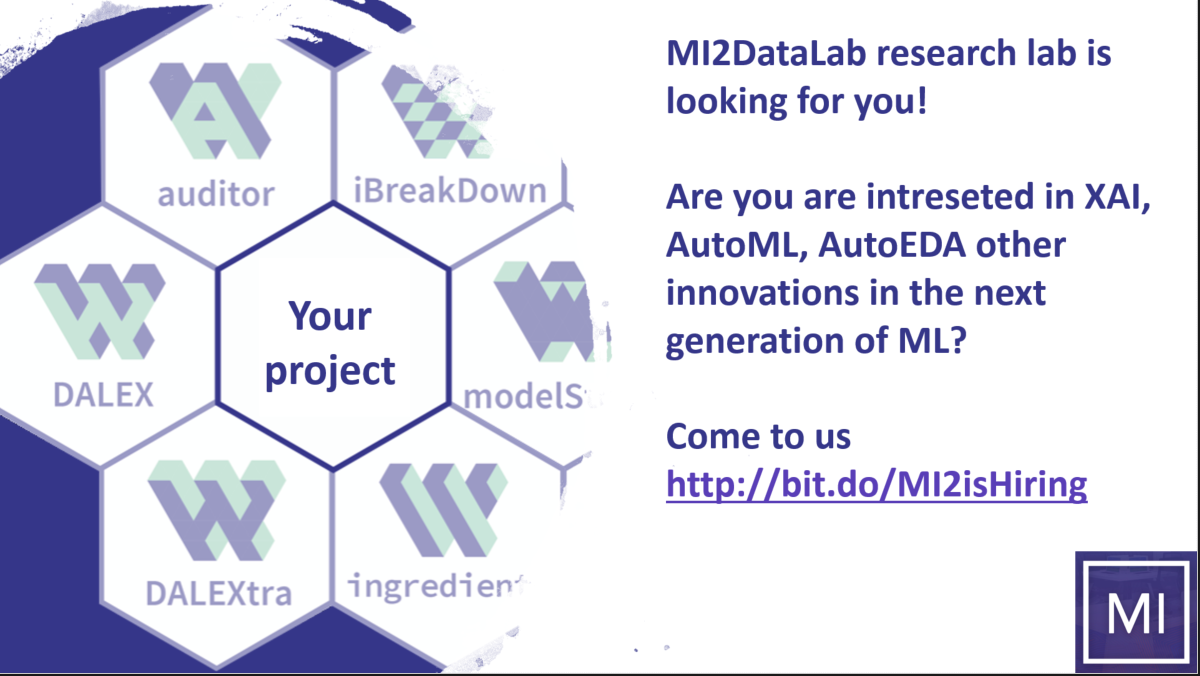 auditor
iBreakDown
DALEX
Your
project
DALEXtra
MI2DataLab research lab is
looking for you!
Are you are intreseted in XAI,
AutoML, AutoEDA other
innovations in the next
generation of ML?
Come to us
http://bit.do/MI2isHiring
MI